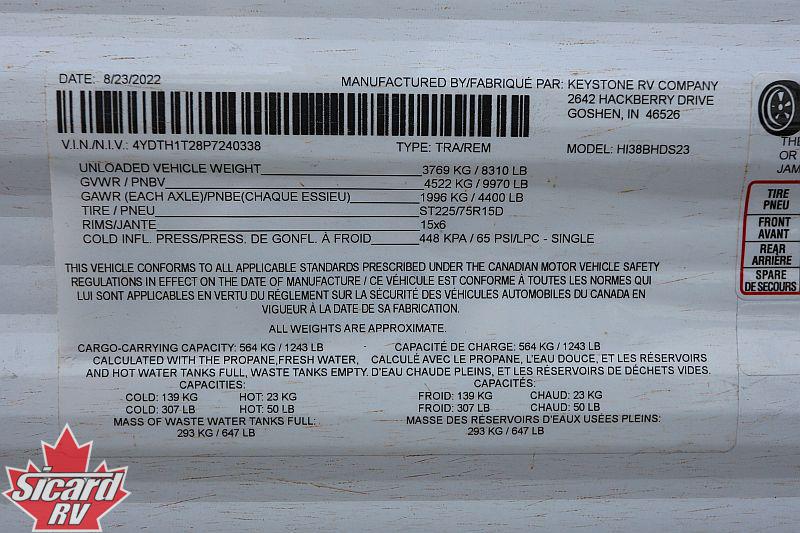 DATE: 8/23/2022
MANUFACTURED BY/FABRIQUÉ PAR: KEYSTONE RV COMPANY
2642 HACKBERRY DRIVE
GOSHEN, IN 46526
V.I.N./N.I.V.: 4YDTH1T28P7240338 TYPE: TRA/REM MODEL: HI38BHDS23
UNLOADED VEHICLE WEIGHT 3769 KG / 8310 LB
GVWR / PNBV 4522 KG / 9970 LB
GAWR (EACH AXLE)/PNBE(CHAQUE ESSIEU) 1996 KG / 4400 LB
TIRE / PNEU ST225/75R15D
RIMS/JANTE 15x6
COLD INFL. PRESS/PRESS. DE GONFL. À FROID 448 KPA / 65 PSI/LPC - SINGLE
THIS VEHICLE CONFORMS TO ALL APPLICABLE STANDARDS PRESCRIBED UNDER THE CANADIAN MOTOR VEHICLE SAFETY
REGULATIONS IN EFFECT ON THE DATE OF MANUFACTURE / CE VÉHICULE EST CONFORME À TOUTES LES NORMES QUI
LUI SONT APPLICABLES EN VERTU DU RÉGLEMENT SUR LA SÉCURITÉ DES VÉHICULES AUTOMOBILES DU CANADA EN
VIGUEUR À LA DATE DE SA FABRICATION.
ALL WEIGHTS ARE APPROXIMATE.
CARGO-CARRYING CAPACITY: 564 KG / 1243 LB
CALCULATED WITH THE PROPANE,FRESH WATER,
AND HOT WATER TANKS FULL, WASTE TANKS EMPTY.
CAPACITIES:
COLD: 139 KG HOT: 23 KG
COLD: 307 LB HOT: 50 LB
MASS OF WASTE WATER TANKS FULL:
293 KG / 647 LB
CAPACITÉ DE CHARGE: 564 KG / 1243 LB
CALCULÉ AVEC LE PROPANE, L'EAU DOUCE, ET LES RÉSERVOIRS
D'EAU CHAUDE PLEINS, ET LES RÉSERVOIRS DE DÉCHETS VIDES.
CAPACITÉS:
FROID: 139 KG CHAUD: 23 KG
FROID: 307 LB CHAUD: 50 LB
MASSE DES RÉSERVOIRS D'EAUX USÉES PLEINS:
293 KG / 647 LB
THE
OR
JAM
TIRE
PNEU
FRONT
AVANT
REAR
ARRIÈRE
SPARE
DE SECOURS
Sicard
RV